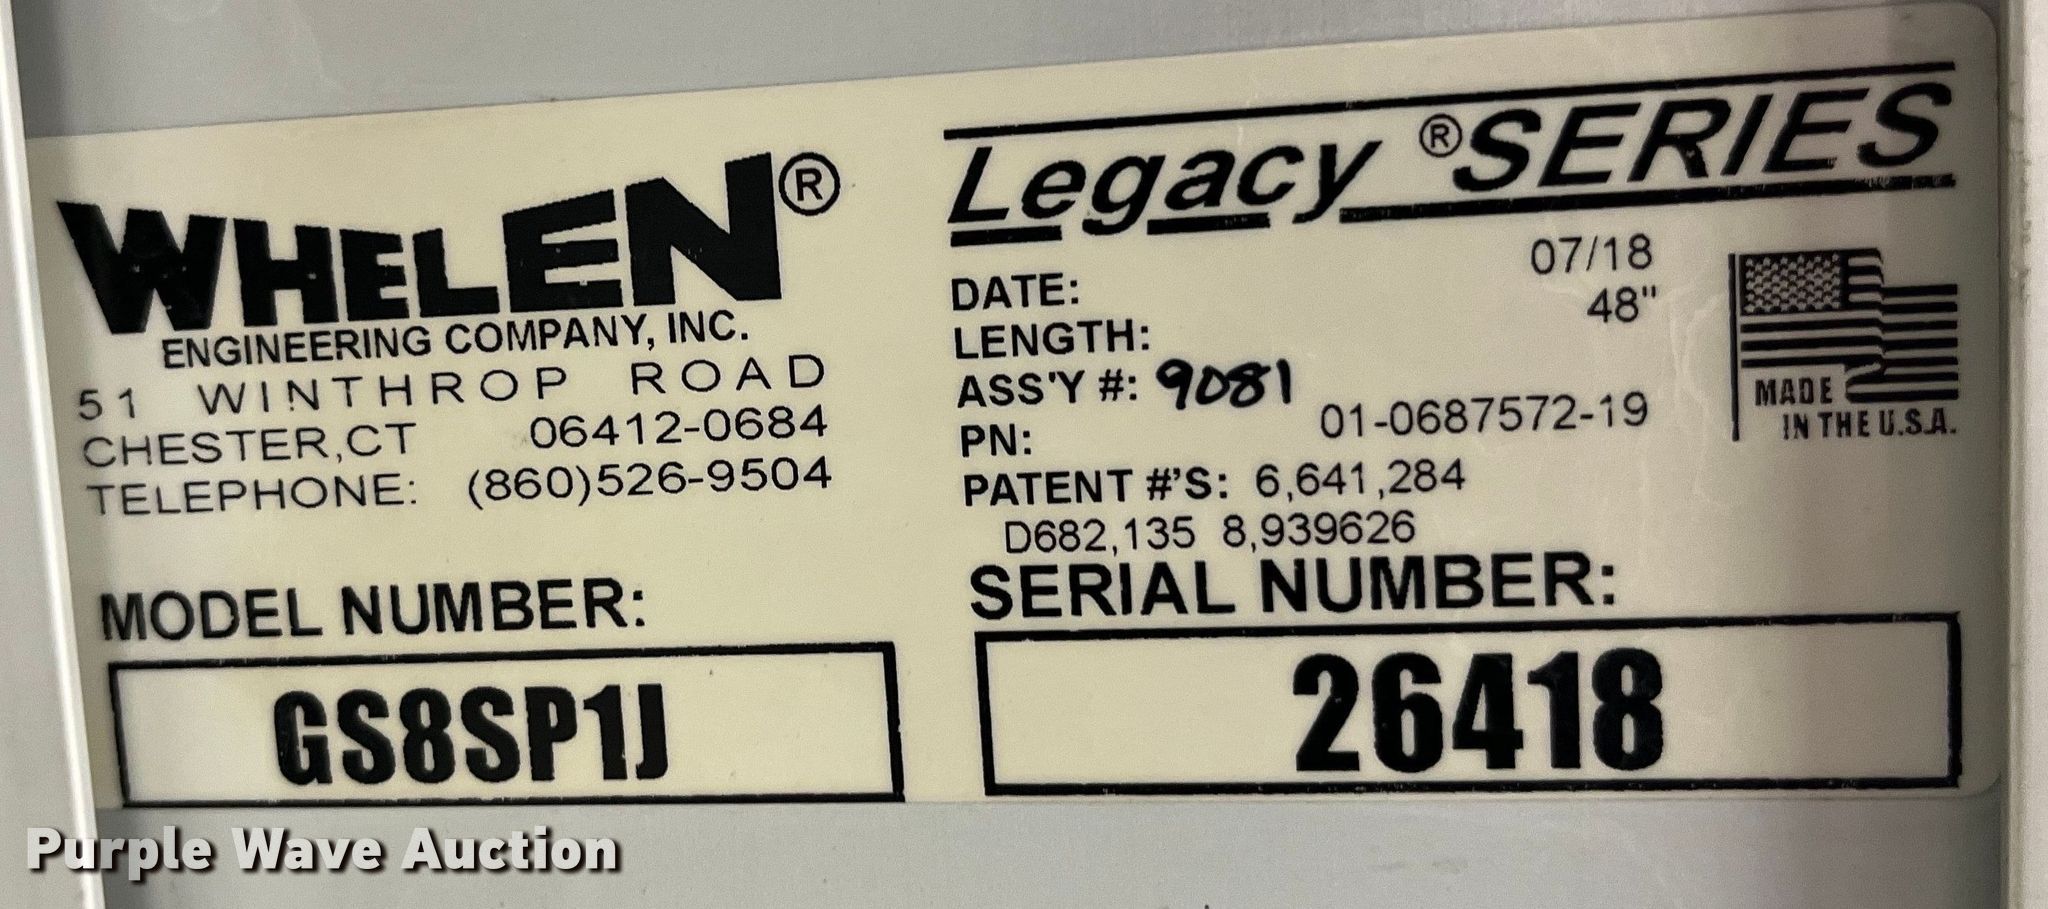 WHELEN®
ENGINEERING COMPANY, INC.
51 WINTHROP ROAD
CHESTER,CT 06412-0684
TELEPHONE: (860)526-9504
MODEL NUMBER:
GS8SP1J
Legacy ®SERIES
DATE: 07/18
LENGTH: 48"
ASS'Y #: 9081
PN: 01-0687572-19
PATENT #'S: 6,641,284
D682,135 8,939626
MADE
IN THE U.S.A.
SERIAL NUMBER:
26418
Purple Wave Auction